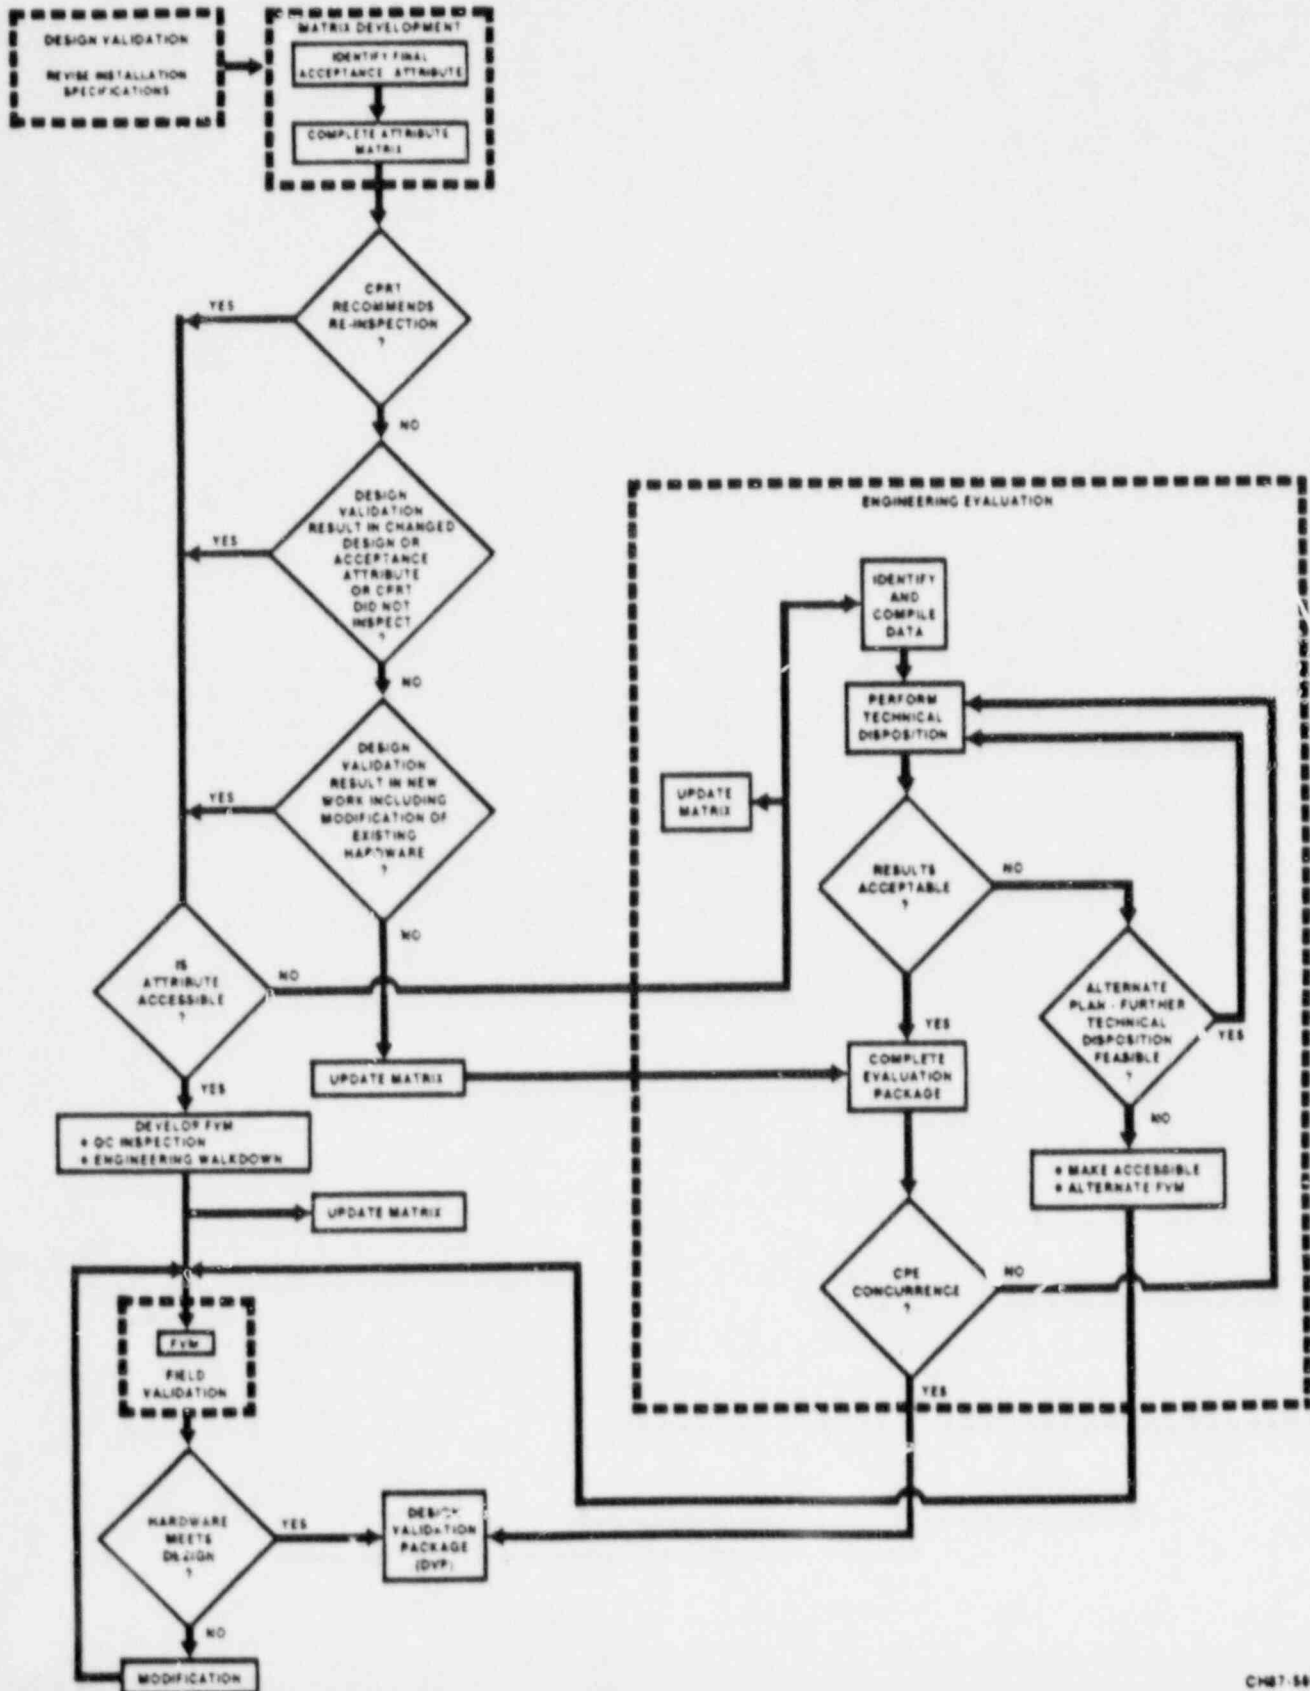 DESIGN VALIDATION
REVISE INSTALLATION
SPECIFICATIONS
MATRIX DEVELOPMENT
IDENTIFY FINAL
ACCEPTANCE ATTRIBUTE
COMPLETE ATTRIBUTE
MATRIX
CPRT
RECOMMENDS
RE-INSPECTION
?
YES
NO
DESIGN
VALIDATION
RESULT IN CHANGED
DESIGN OR
ACCEPTANCE
ATTRIBUTE
OR CPRT
DID NOT
INSPECT
?
YES
NO
DESIGN
VALIDATION
RESULT IN NEW
WORK INCLUDING
MODIFICATION OF
EXISTING
HARDWARE
?
YES
NO
IS
ATTRIBUTE
ACCESSIBLE
?
NO
YES
UPDATE MATRIX
DEVELOP FVM
* QC INSPECTION
* ENGINEERING WALKDOWN
UPDATE MATRIX
FVM
FIELD
VALIDATION
HARDWARE
MEETS
DESIGN
?
YES
NO
MODIFICATION
DESIGN
VALIDATION
PACKAGE
(DVP)
ENGINEERING EVALUATION
IDENTIFY
AND
COMPILE
DATA
PERFORM
TECHNICAL
DISPOSITION
UPDATE
MATRIX
RESULTS
ACCEPTABLE
?
NO
YES
ALTERNATE
PLAN - FURTHER
TECHNICAL
DISPOSITION
FEASIBLE
?
YES
NO
COMPLETE
EVALUATION
PACKAGE
* MAKE ACCESSIBLE
* ALTERNATE FVM
CPE
CONCURRENCE
?
NO
YES